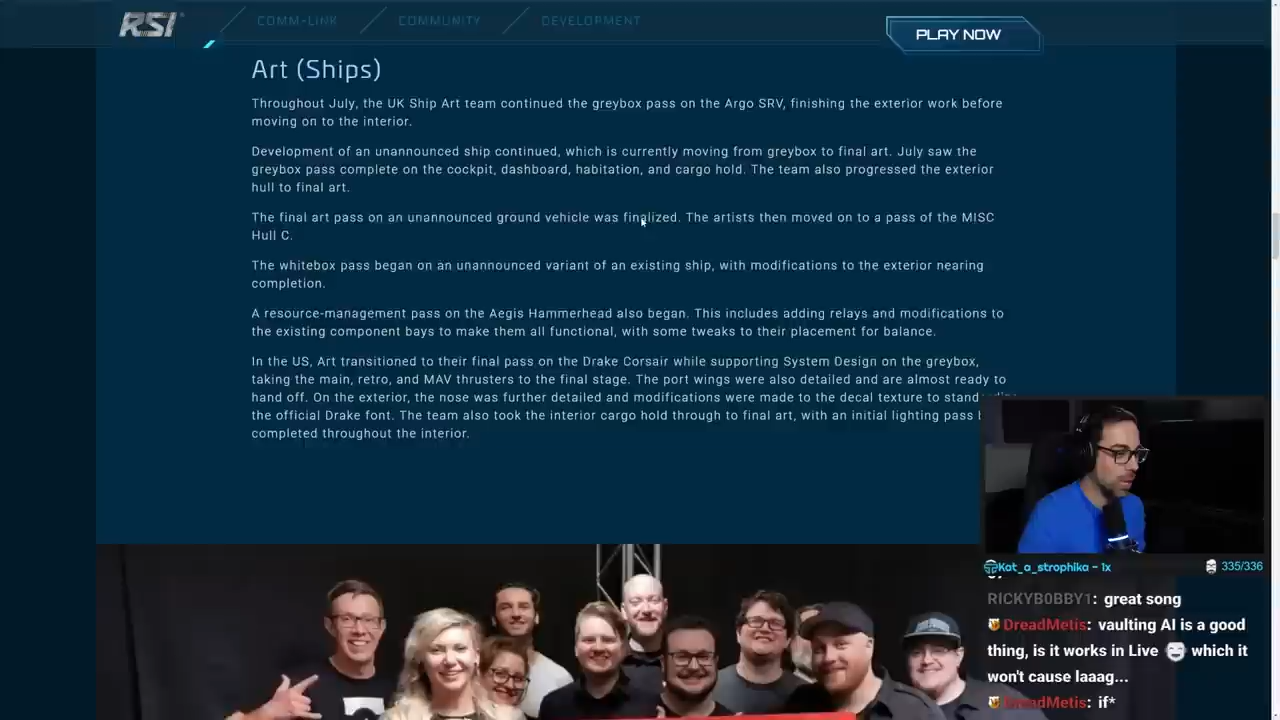 RSI
COMM-LINK
COMMUNITY
DEVELOPMENT
PLAY NOW
Art (Ships)
Throughout July, the UK Ship Art team continued the greybox pass on the Argo SRV, finishing the exterior work before
moving on to the interior.
Development of an unannounced ship continued, which is currently moving from greybox to final art. July saw the
greybox pass complete on the cockpit, dashboard, habitation, and cargo hold. The team also progressed the exterior
hull to final art.
The final art pass on an unannounced ground vehicle was finalized. The artists then moved on to a pass of the MISC
Hull C.
The whitebox pass began on an unannounced variant of an existing ship, with modifications to the exterior nearing
completion.
A resource-management pass on the Aegis Hammerhead also began. This includes adding relays and modifications to
the existing component bays to make them all functional, with some tweaks to their placement for balance.
In the US, Art transitioned to their final pass on the Drake Corsair while supporting System Design on the greybox,
taking the main, retro, and MAV thrusters to the final stage. The port wings were also detailed and are almost ready to
hand off. On the exterior, the nose was further detailed and modifications were made to the decal texture to
the official Drake font. The team also took the interior cargo hold through to final art, with an initial lighting pass
completed throughout the interior.
Kat_a_strophika - 1x
335/336
RICKYB0BBY1: great song
DreadMetis: vaulting AI is a good
thing, is it works in Live which it
won't cause laaag...
DreadMetis: if*